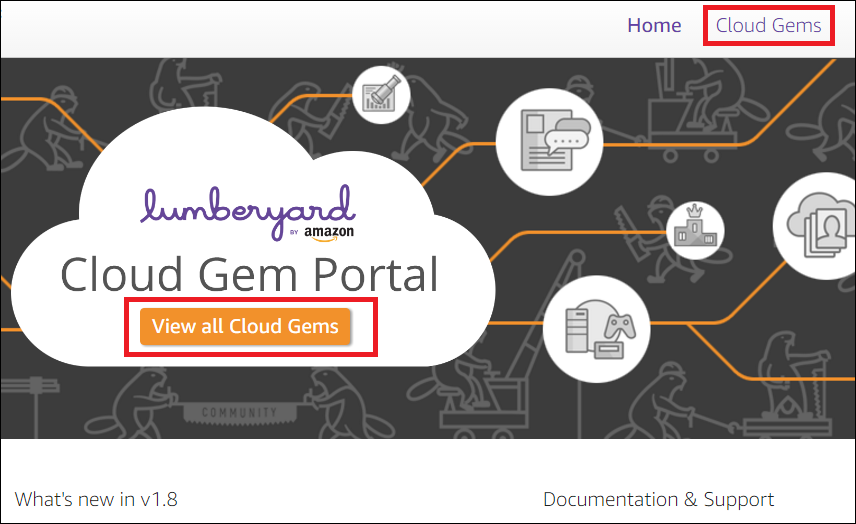 Home Cloud Gems
lumberyard
BY amazon
Cloud Gem Portal
View all Cloud Gems
COMMUNITY
What's new in v1.8 Documentation & Support